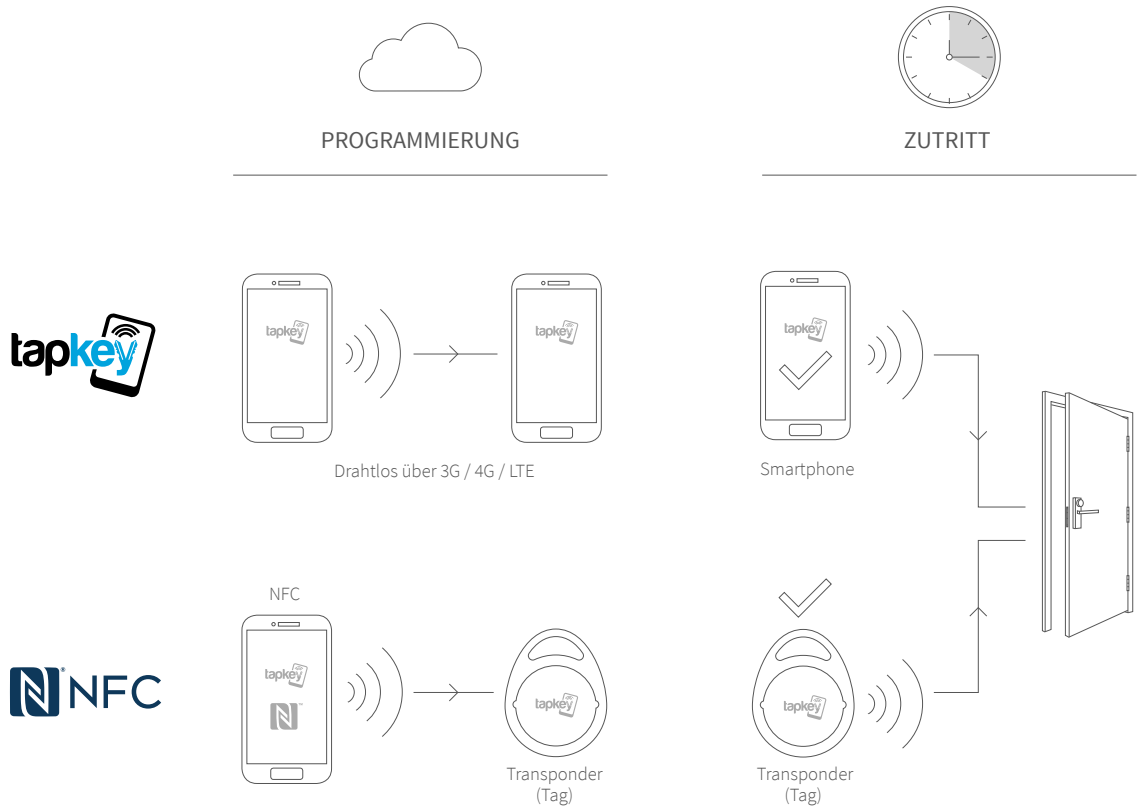 PROGRAMMIERUNG
ZUTRITT
tapkey
tapkey
tapkey
tapkey
Drahtlos über 3G / 4G / LTE
Smartphone
NFC
NFC
tapkey
tapkey
tapkey
Transponder
(Tag)
Transponder
(Tag)